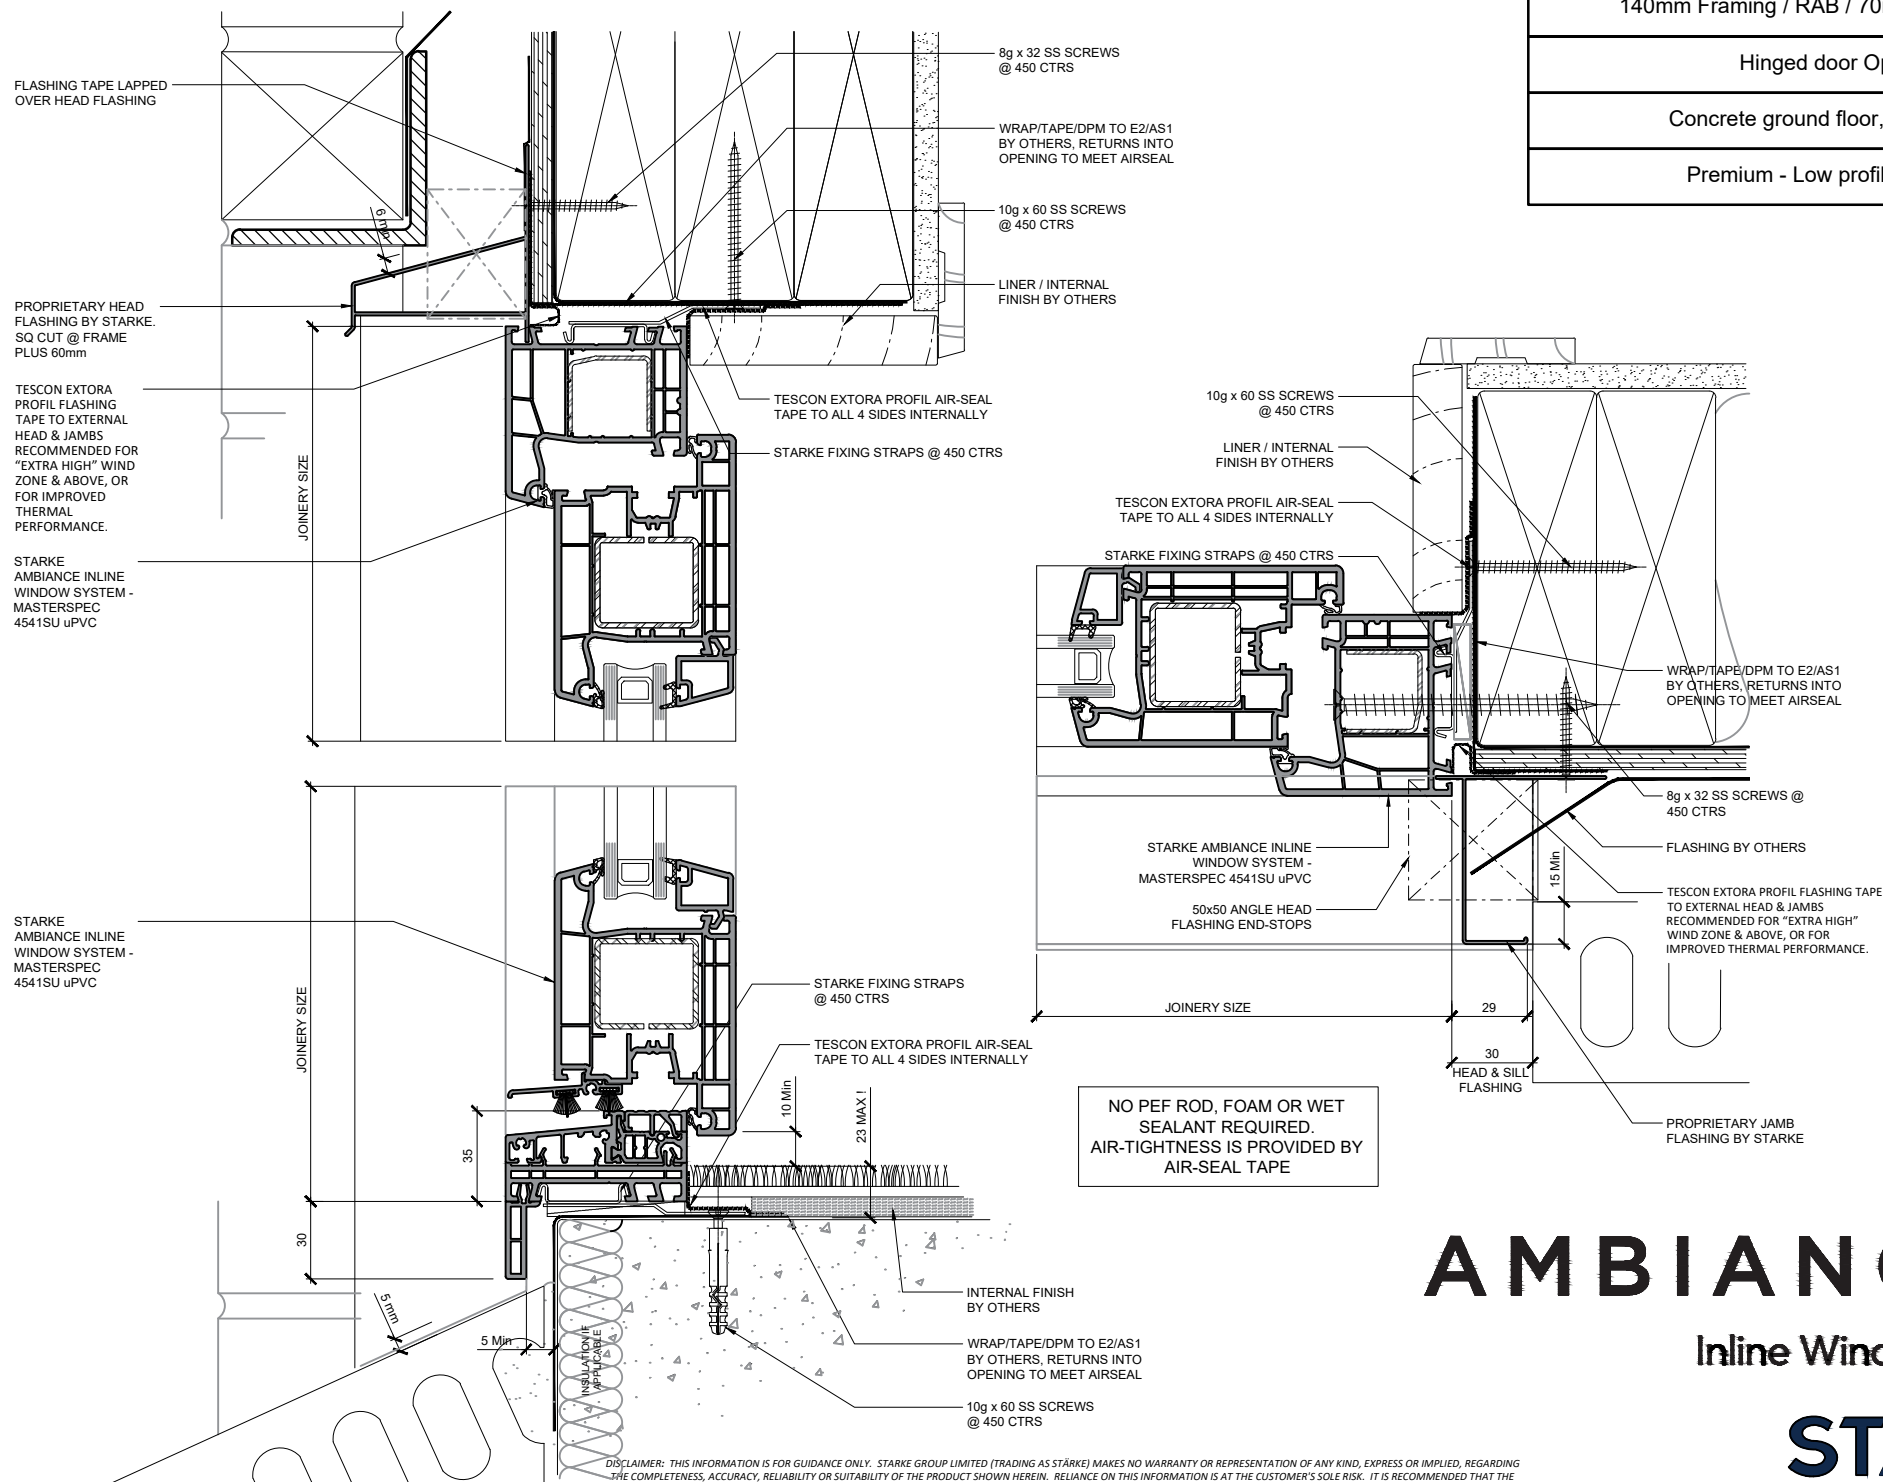 140mm Framing / RAB / 70
Hinged door Op
Concrete ground floor,
Premium - Low profil
FLASHING TAPE LAPPED
OVER HEAD FLASHING
6 mm
PROPRIETARY HEAD
FLASHING BY STARKE.
SQ CUT @ FRAME
PLUS 60mm
TESCON EXTORA
PROFIL FLASHING
TAPE TO EXTERNAL
HEAD & JAMBS
RECOMMENDED FOR
“EXTRA HIGH” WIND
ZONE & ABOVE, OR
FOR IMPROVED
THERMAL
PERFORMANCE.
STARKE
AMBIANCE INLINE
WINDOW SYSTEM -
MASTERSPEC
4541SU uPVC
JOINERY SIZE
8g x 32 SS SCREWS
@ 450 CTRS
WRAP/TAPE/DPM TO E2/AS1
BY OTHERS, RETURNS INTO
OPENING TO MEET AIRSEAL
10g x 60 SS SCREWS
@ 450 CTRS
LINER / INTERNAL
FINISH BY OTHERS
TESCON EXTORA PROFIL AIR-SEAL
TAPE TO ALL 4 SIDES INTERNALLY
STARKE FIXING STRAPS @ 450 CTRS
10g x 60 SS SCREWS
@ 450 CTRS
LINER / INTERNAL
FINISH BY OTHERS
TESCON EXTORA PROFIL AIR-SEAL
TAPE TO ALL 4 SIDES INTERNALLY
STARKE FIXING STRAPS @ 450 CTRS
WRAP/TAPE/DPM TO E2/AS1
BY OTHERS, RETURNS INTO
OPENING TO MEET AIRSEAL
8g x 32 SS SCREWS @
450 CTRS
FLASHING BY OTHERS
15 Min
TESCON EXTORA PROFIL FLASHING TAPE
TO EXTERNAL HEAD & JAMBS
RECOMMENDED FOR “EXTRA HIGH”
WIND ZONE & ABOVE, OR FOR
IMPROVED THERMAL PERFORMANCE.
STARKE AMBIANCE INLINE
WINDOW SYSTEM -
MASTERSPEC 4541SU uPVC
50x50 ANGLE HEAD
FLASHING END-STOPS
JOINERY SIZE
29
30
HEAD & SILL
FLASHING
PROPRIETARY JAMB
FLASHING BY STARKE
STARKE
AMBIANCE INLINE
WINDOW SYSTEM -
MASTERSPEC
4541SU uPVC
JOINERY SIZE
35
30
5 mm
5 Min
INSULATION IF
APPLICABLE
STARKE FIXING STRAPS
@ 450 CTRS
TESCON EXTORA PROFIL AIR-SEAL
TAPE TO ALL 4 SIDES INTERNALLY
10 Min
23 MAX !
NO PEF ROD, FOAM OR WET
SEALANT REQUIRED.
AIR-TIGHTNESS IS PROVIDED BY
AIR-SEAL TAPE
INTERNAL FINISH
BY OTHERS
WRAP/TAPE/DPM TO E2/AS1
BY OTHERS, RETURNS INTO
OPENING TO MEET AIRSEAL
10g x 60 SS SCREWS
@ 450 CTRS
AMBIANC
Inline Wind
STA
DISCLAIMER: THIS INFORMATION IS FOR GUIDANCE ONLY. STARKE GROUP LIMITED (TRADING AS STÄRKE) MAKES NO WARRANTY OR REPRESENTATION OF ANY KIND, EXPRESS OR IMPLIED, REGARDING
THE COMPLETENESS, ACCURACY, RELIABILITY OR SUITABILITY OF THE PRODUCT SHOWN HEREIN. RELIANCE ON THIS INFORMATION IS AT THE CUSTOMER'S SOLE RISK. IT IS RECOMMENDED THAT THE